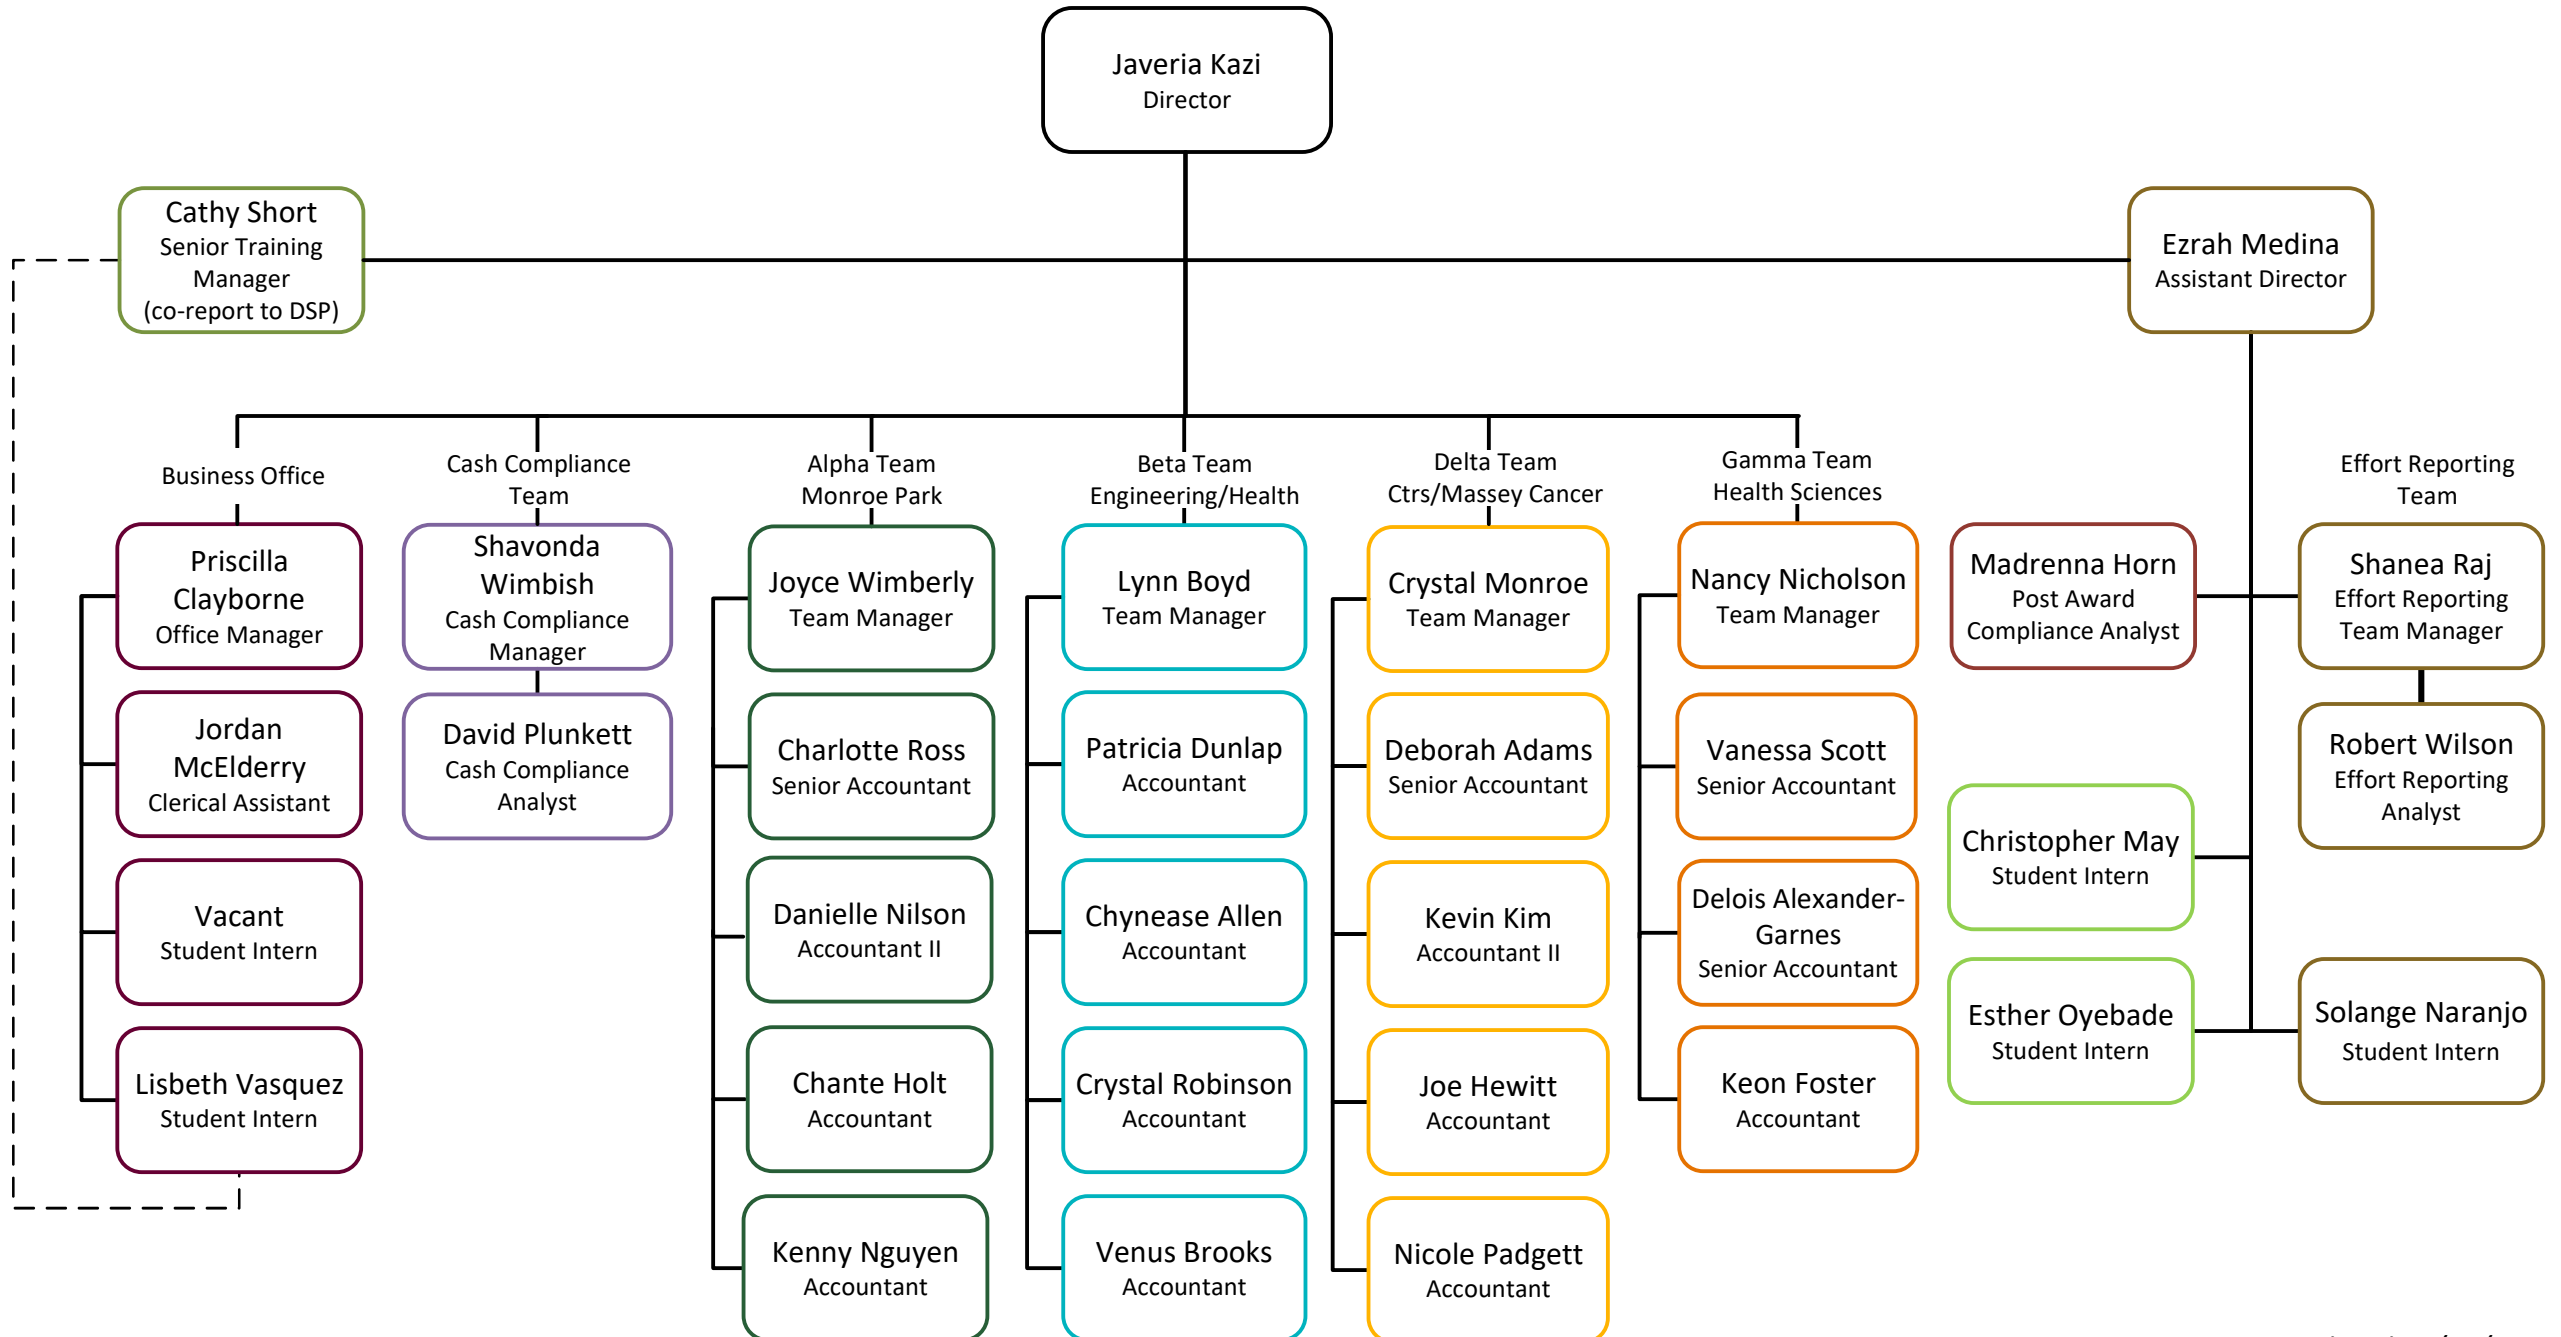 Javeria Kazi
Director
Cathy Short
Senior Training
Manager
(co-report to DSP)
Ezrah Medina
Assistant Director
Business Office
Priscilla
Clayborne
Office Manager
Jordan
McElderry
Clerical Assistant
Vacant
Student Intern
Lisbeth Vasquez
Student Intern
Cash Compliance
Team
Shavonda
Wimbish
Cash Compliance
Manager
David Plunkett
Cash Compliance
Analyst
Alpha Team
Monroe Park
Joyce Wimberly
Team Manager
Charlotte Ross
Senior Accountant
Danielle Nilson
Accountant II
Chante Holt
Accountant
Kenny Nguyen
Accountant
Beta Team
Engineering/Health
Lynn Boyd
Team Manager
Patricia Dunlap
Accountant
Chynease Allen
Accountant
Crystal Robinson
Accountant
Venus Brooks
Accountant
Delta Team
Ctrs/Massey Cancer
Crystal Monroe
Team Manager
Deborah Adams
Senior Accountant
Kevin Kim
Accountant II
Joe Hewitt
Accountant
Nicole Padgett
Accountant
Gamma Team
Health Sciences
Nancy Nicholson
Team Manager
Vanessa Scott
Senior Accountant
Delois Alexander-
Garnes
Senior Accountant
Keon Foster
Accountant
Madrenna Horn
Post Award
Compliance Analyst
Christopher May
Student Intern
Esther Oyebade
Student Intern
Effort Reporting
Team
Shanea Raj
Effort Reporting
Team Manager
Robert Wilson
Effort Reporting
Analyst
Solange Naranjo
Student Intern